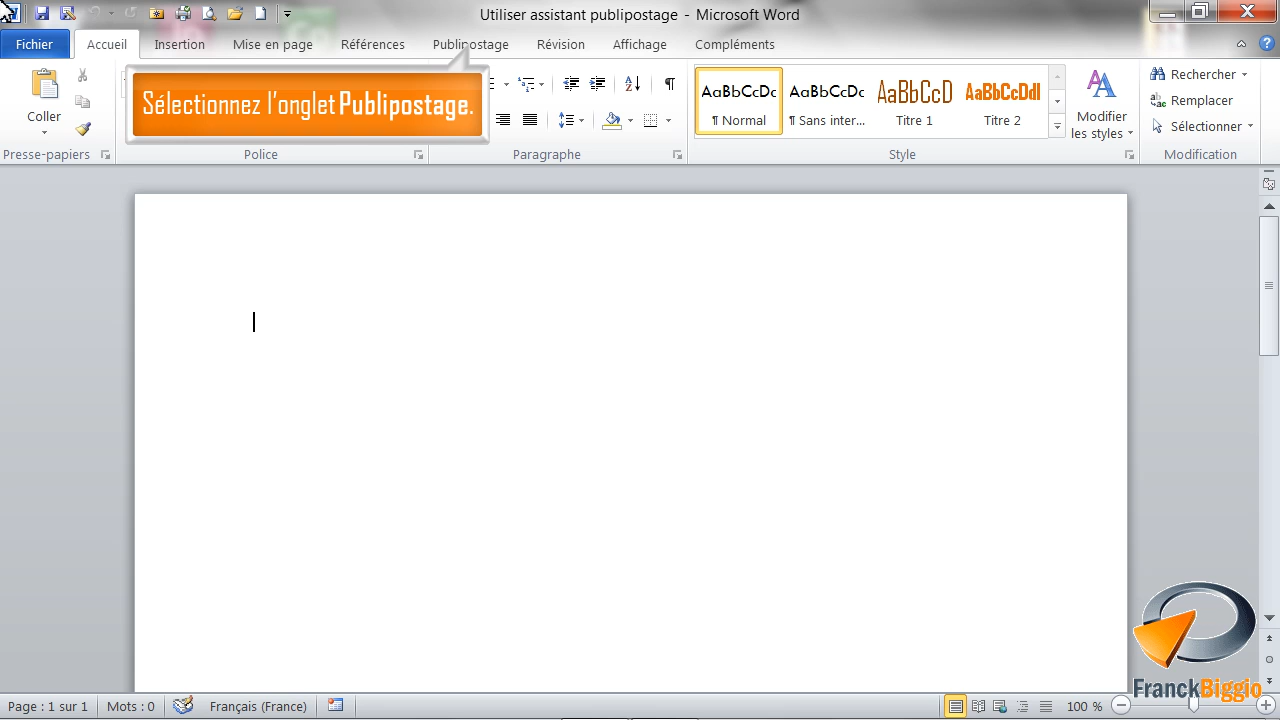 Utiliser assistant publipostage - Microsoft Word
Fichier Accueil Insertion Mise en page Références Publipostage Révision Affichage Compléments
Sélectionnez l'onglet Publipostage.
Coller
AaBbCcDc AaBbCcDc AaBbCcD AaBbCcDdI
¶ Normal ¶ Sans inter... Titre 1 Titre 2
Modifier
les styles
Rechercher
Remplacer
Sélectionner
Presse-papiers Police Paragraphe Style Modification
FranckBiggio
Page : 1 sur 1 Mots : 0 Français (France) 100 %